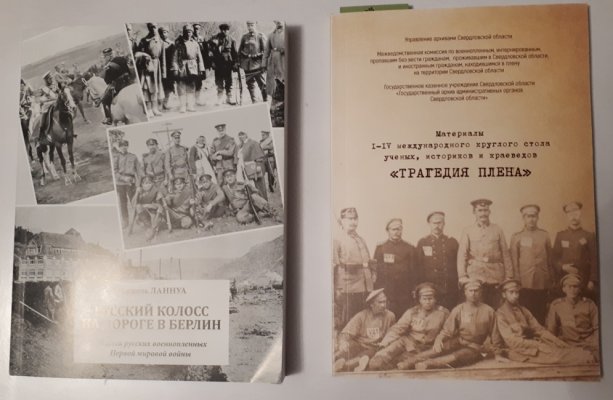 ЛАННУА
РУССКИЙ КОЛОСС
НА ДОРОГЕ В БЕРЛИН
русских военнопленных
Первой мировой войны
Управление архивами Свердловской области
Межведомственная комиссия по военнопленным, интернированным,
пропавшим без вести гражданам, проживавшим в Свердловской области,
и иностранным гражданам, находившимся в плену
на территории Свердловской области
Государственное казенное учреждение Свердловской области
«Государственный архив административных органов
Свердловской области»
Материалы
I-IV международного круглого стола
ученых, историков и краеведов
«ТРАГЕДИЯ ПЛЕНА»